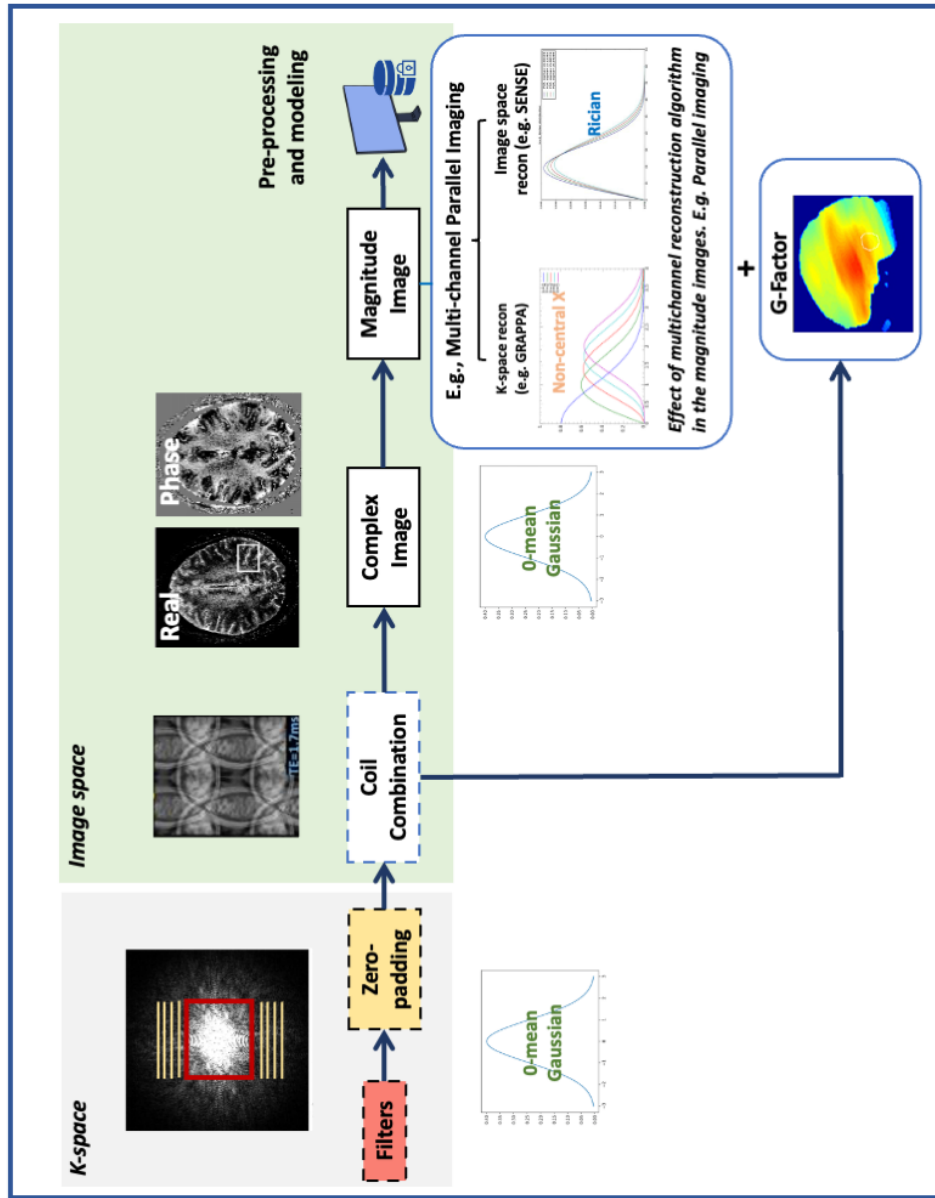 K-space
Image space
TE=1.7ms
Real
Phase
Pre-processing
and modeling
Filters
Zero-
padding
Coil
Combination
Complex
Image
Magnitude
Image
0-mean
Gaussian
0-mean
Gaussian
E.g., Multi-channel Parallel Imaging
K-space recon
(e.g. GRAPPA)
Image space
recon (e.g. SENSE)
Non-central X
Rician
Effect of multichannel reconstruction algorithm
in the magnitude images. E.g. Parallel imaging
+
G-Factor